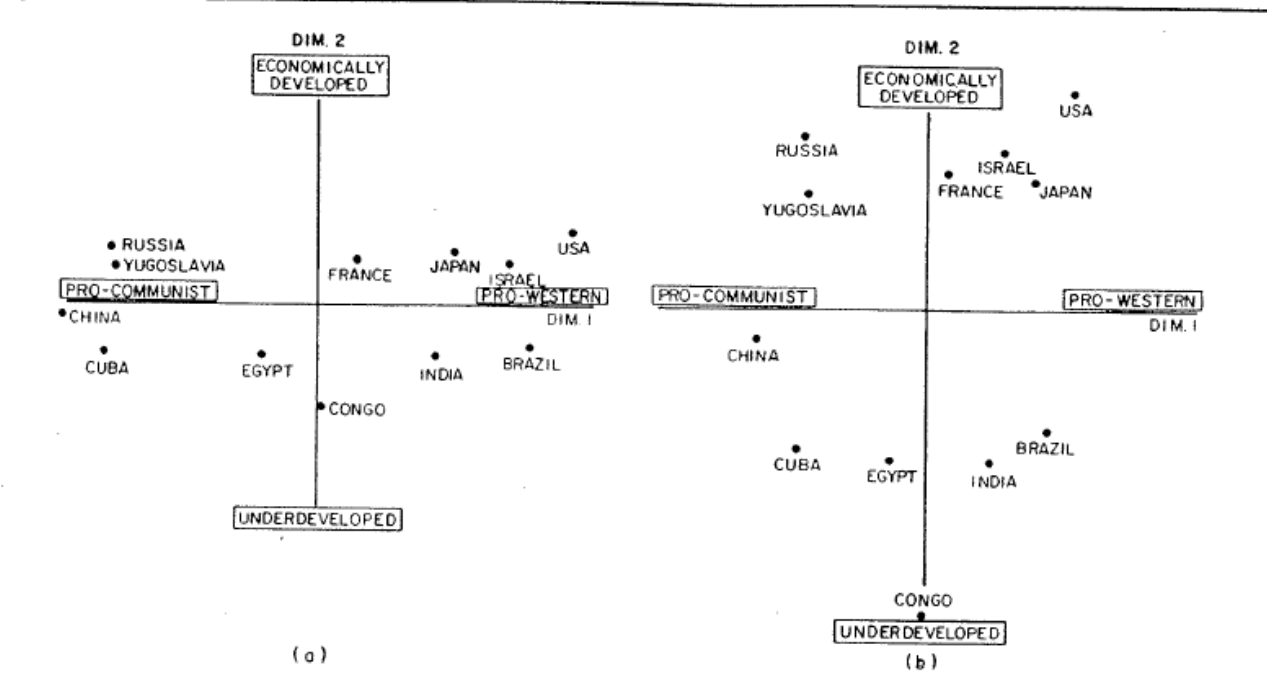 DIM. 2
ECONOMICALLY
DEVELOPED
RUSSIA
YUGOSLAVIA
FRANCE
JAPAN
ISRAEL
USA
PRO-COMMUNIST
PRO-WESTERN
DIM. I
CHINA
CUBA
EGYPT
INDIA
BRAZIL
CONGO
UNDERDEVELOPED
(a)
DIM. 2
ECONOMICALLY
DEVELOPED
USA
RUSSIA
ISRAEL
FRANCE
JAPAN
YUGOSLAVIA
PRO-COMMUNIST
PRO-WESTERN
DIM. I
CHINA
BRAZIL
CUBA
EGYPT
INDIA
CONGO
UNDERDEVELOPED
(b)